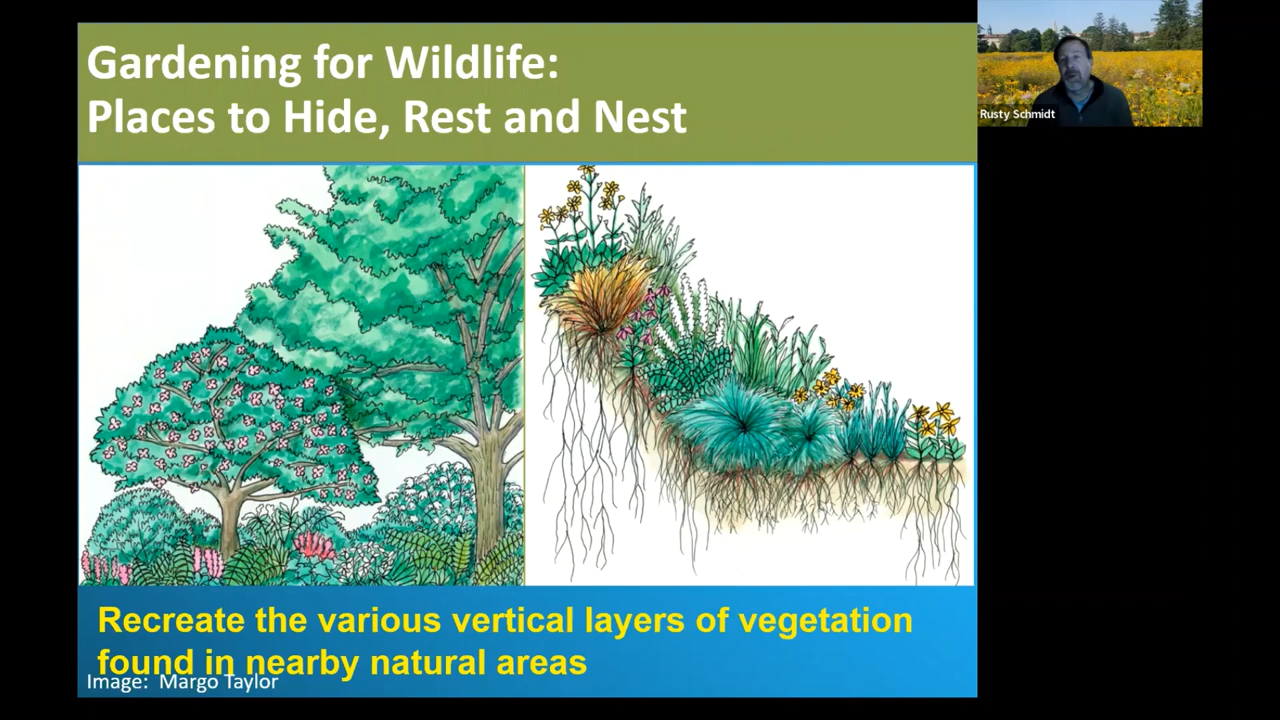 Gardening for Wildlife:
Places to Hide, Rest and Nest
Rusty Schmidt
Recreate the various vertical layers of vegetation
found in nearby natural areas
Image: Margo Taylor